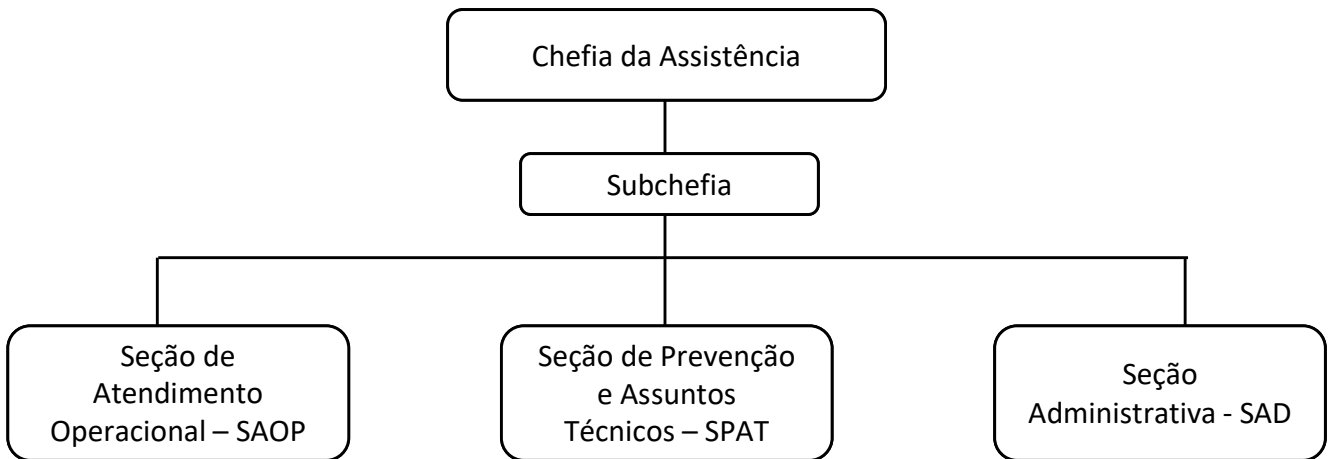 Chefia da Assistência
Subchefia
Seção de
Atendimento
Operacional – SAOP
Seção de Prevenção
e Assuntos
Técnicos – SPAT
Seção
Administrativa - SAD